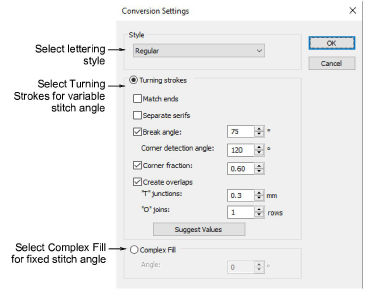 Conversion Settings
Style
Regular
OK
Cancel
Select lettering
style
Turning strokes
Select Turning
Strokes for variable
stitch angle
Match ends
Separate serifs
Break angle: 75 °
Corner detection angle: 120 °
Corner fraction: 0.60
Create overlaps
"T" junctions: 0.3 mm
"O" joins: 1 rows
Suggest Values
Select Complex Fill
for fixed stitch angle
Complex Fill
Angle: 0 °